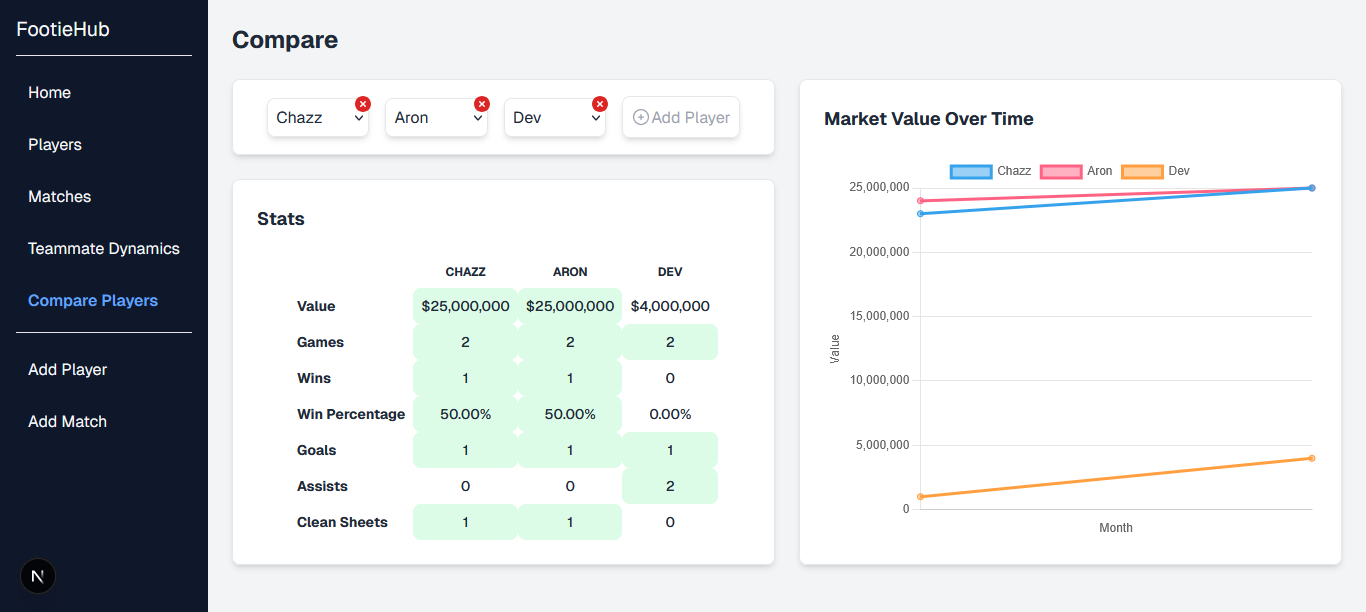 FootieHub
Home
Players
Matches
Teammate Dynamics
Compare Players
Add Player
Add Match
N
Compare
Chazz Aron Dev Add Player
Stats
CHAZZ ARON DEV
Value $25,000,000 $25,000,000 $4,000,000
Games 2 2 2
Wins 1 1 0
Win Percentage 50.00% 50.00% 0.00%
Goals 1 1 1
Assists 0 0 2
Clean Sheets 1 1 0
Market Value Over Time
Chazz Aron Dev
25,000,000
20,000,000
15,000,000
10,000,000
5,000,000
0
Value
Month